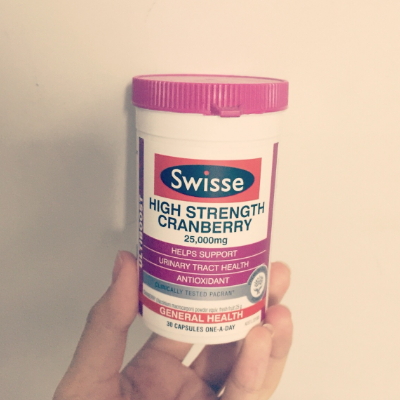 Swisse
HIGH STRENGTH
CRANBERRY
25,000mg
HELPS SUPPORT
URINARY TRACT HEALTH
ANTIOXIDANT
CLINICALLY TESTED PACRAN
GENERAL HEALTH
30 CAPSULES ONE-A-DAY